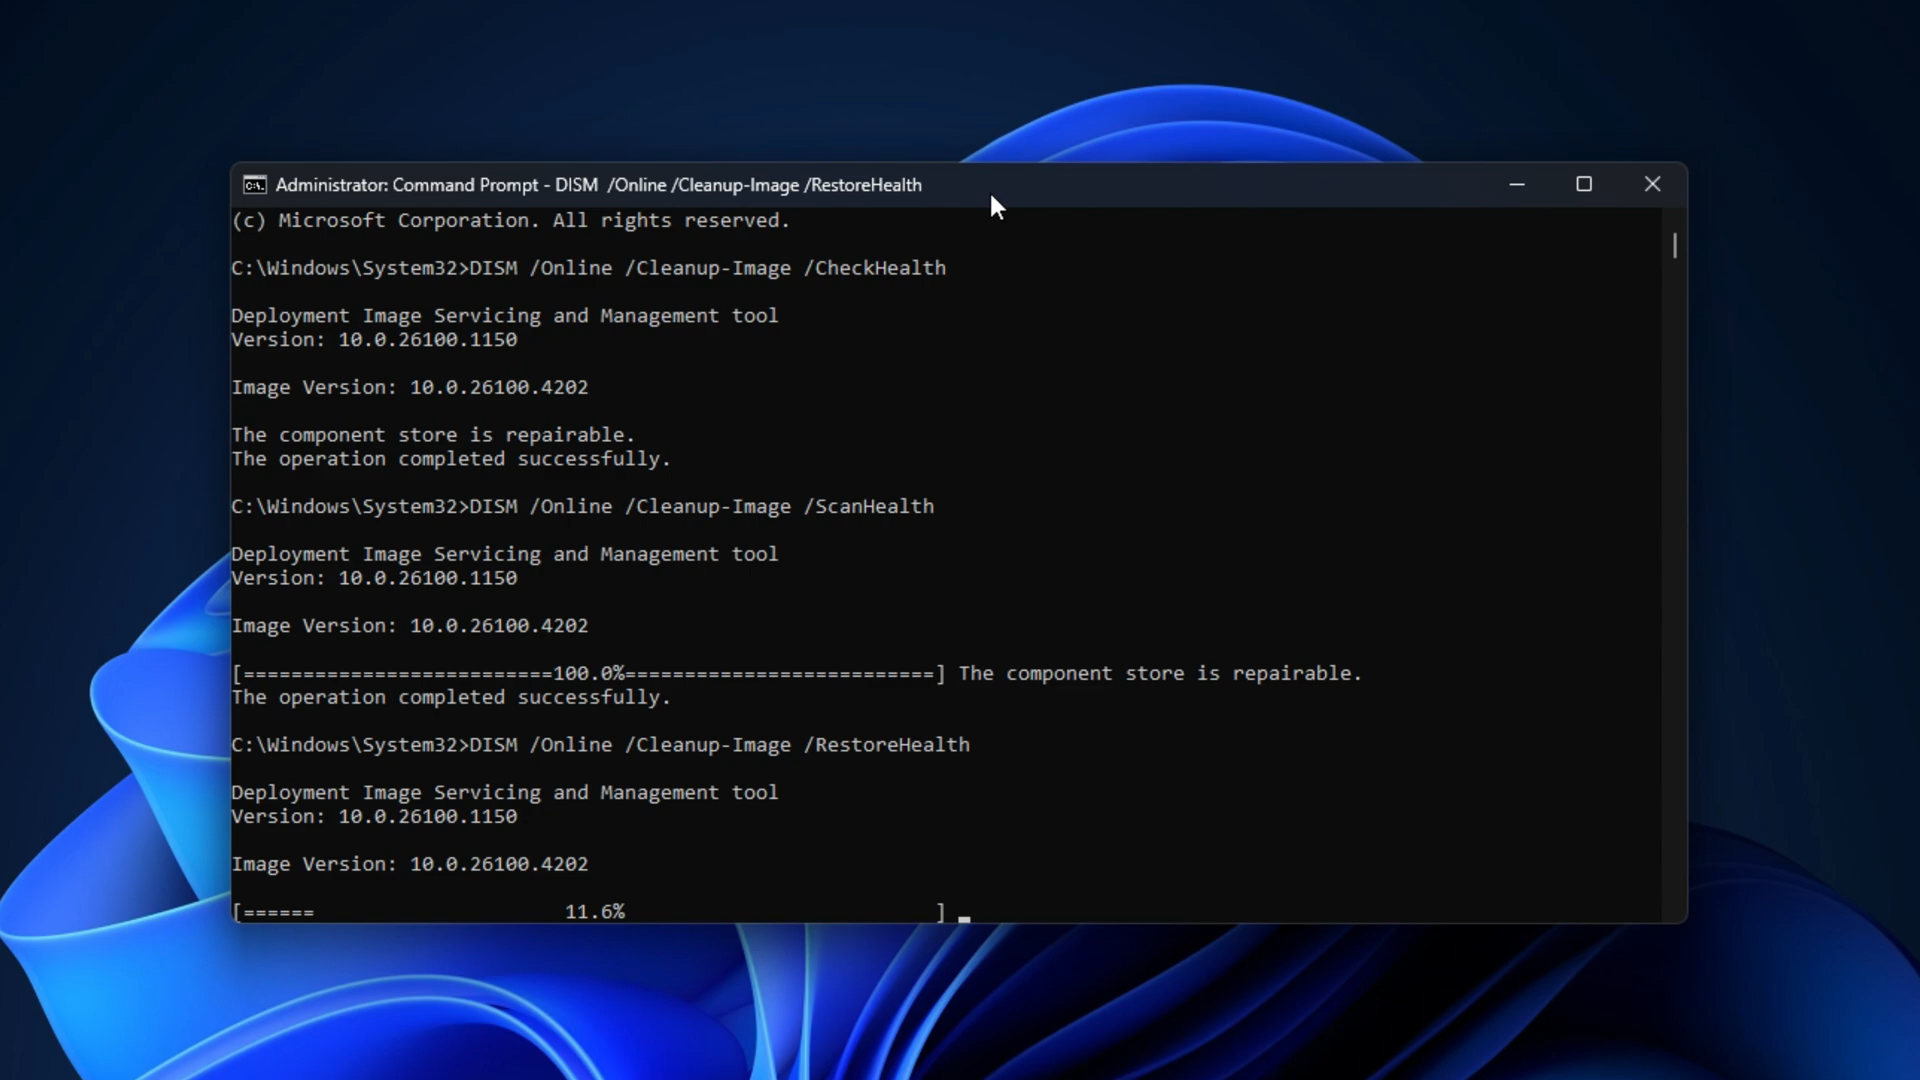 Administrator: Command Prompt - DISM  /Online /Cleanup-Image /RestoreHealth
(c) Microsoft Corporation. All rights reserved.
C:\Windows\System32>DISM /Online /Cleanup-Image /CheckHealth
Deployment Image Servicing and Management tool
Version: 10.0.26100.1150
Image Version: 10.0.26100.4202
The component store is repairable.
The operation completed successfully.
C:\Windows\System32>DISM /Online /Cleanup-Image /ScanHealth
Deployment Image Servicing and Management tool
Version: 10.0.26100.1150
Image Version: 10.0.26100.4202
[==========================100.0%==========================] The component store is repairable.
The operation completed successfully.
C:\Windows\System32>DISM /Online /Cleanup-Image /RestoreHealth
Deployment Image Servicing and Management tool
Version: 10.0.26100.1150
Image Version: 10.0.26100.4202
[======                     11.6%                          ]